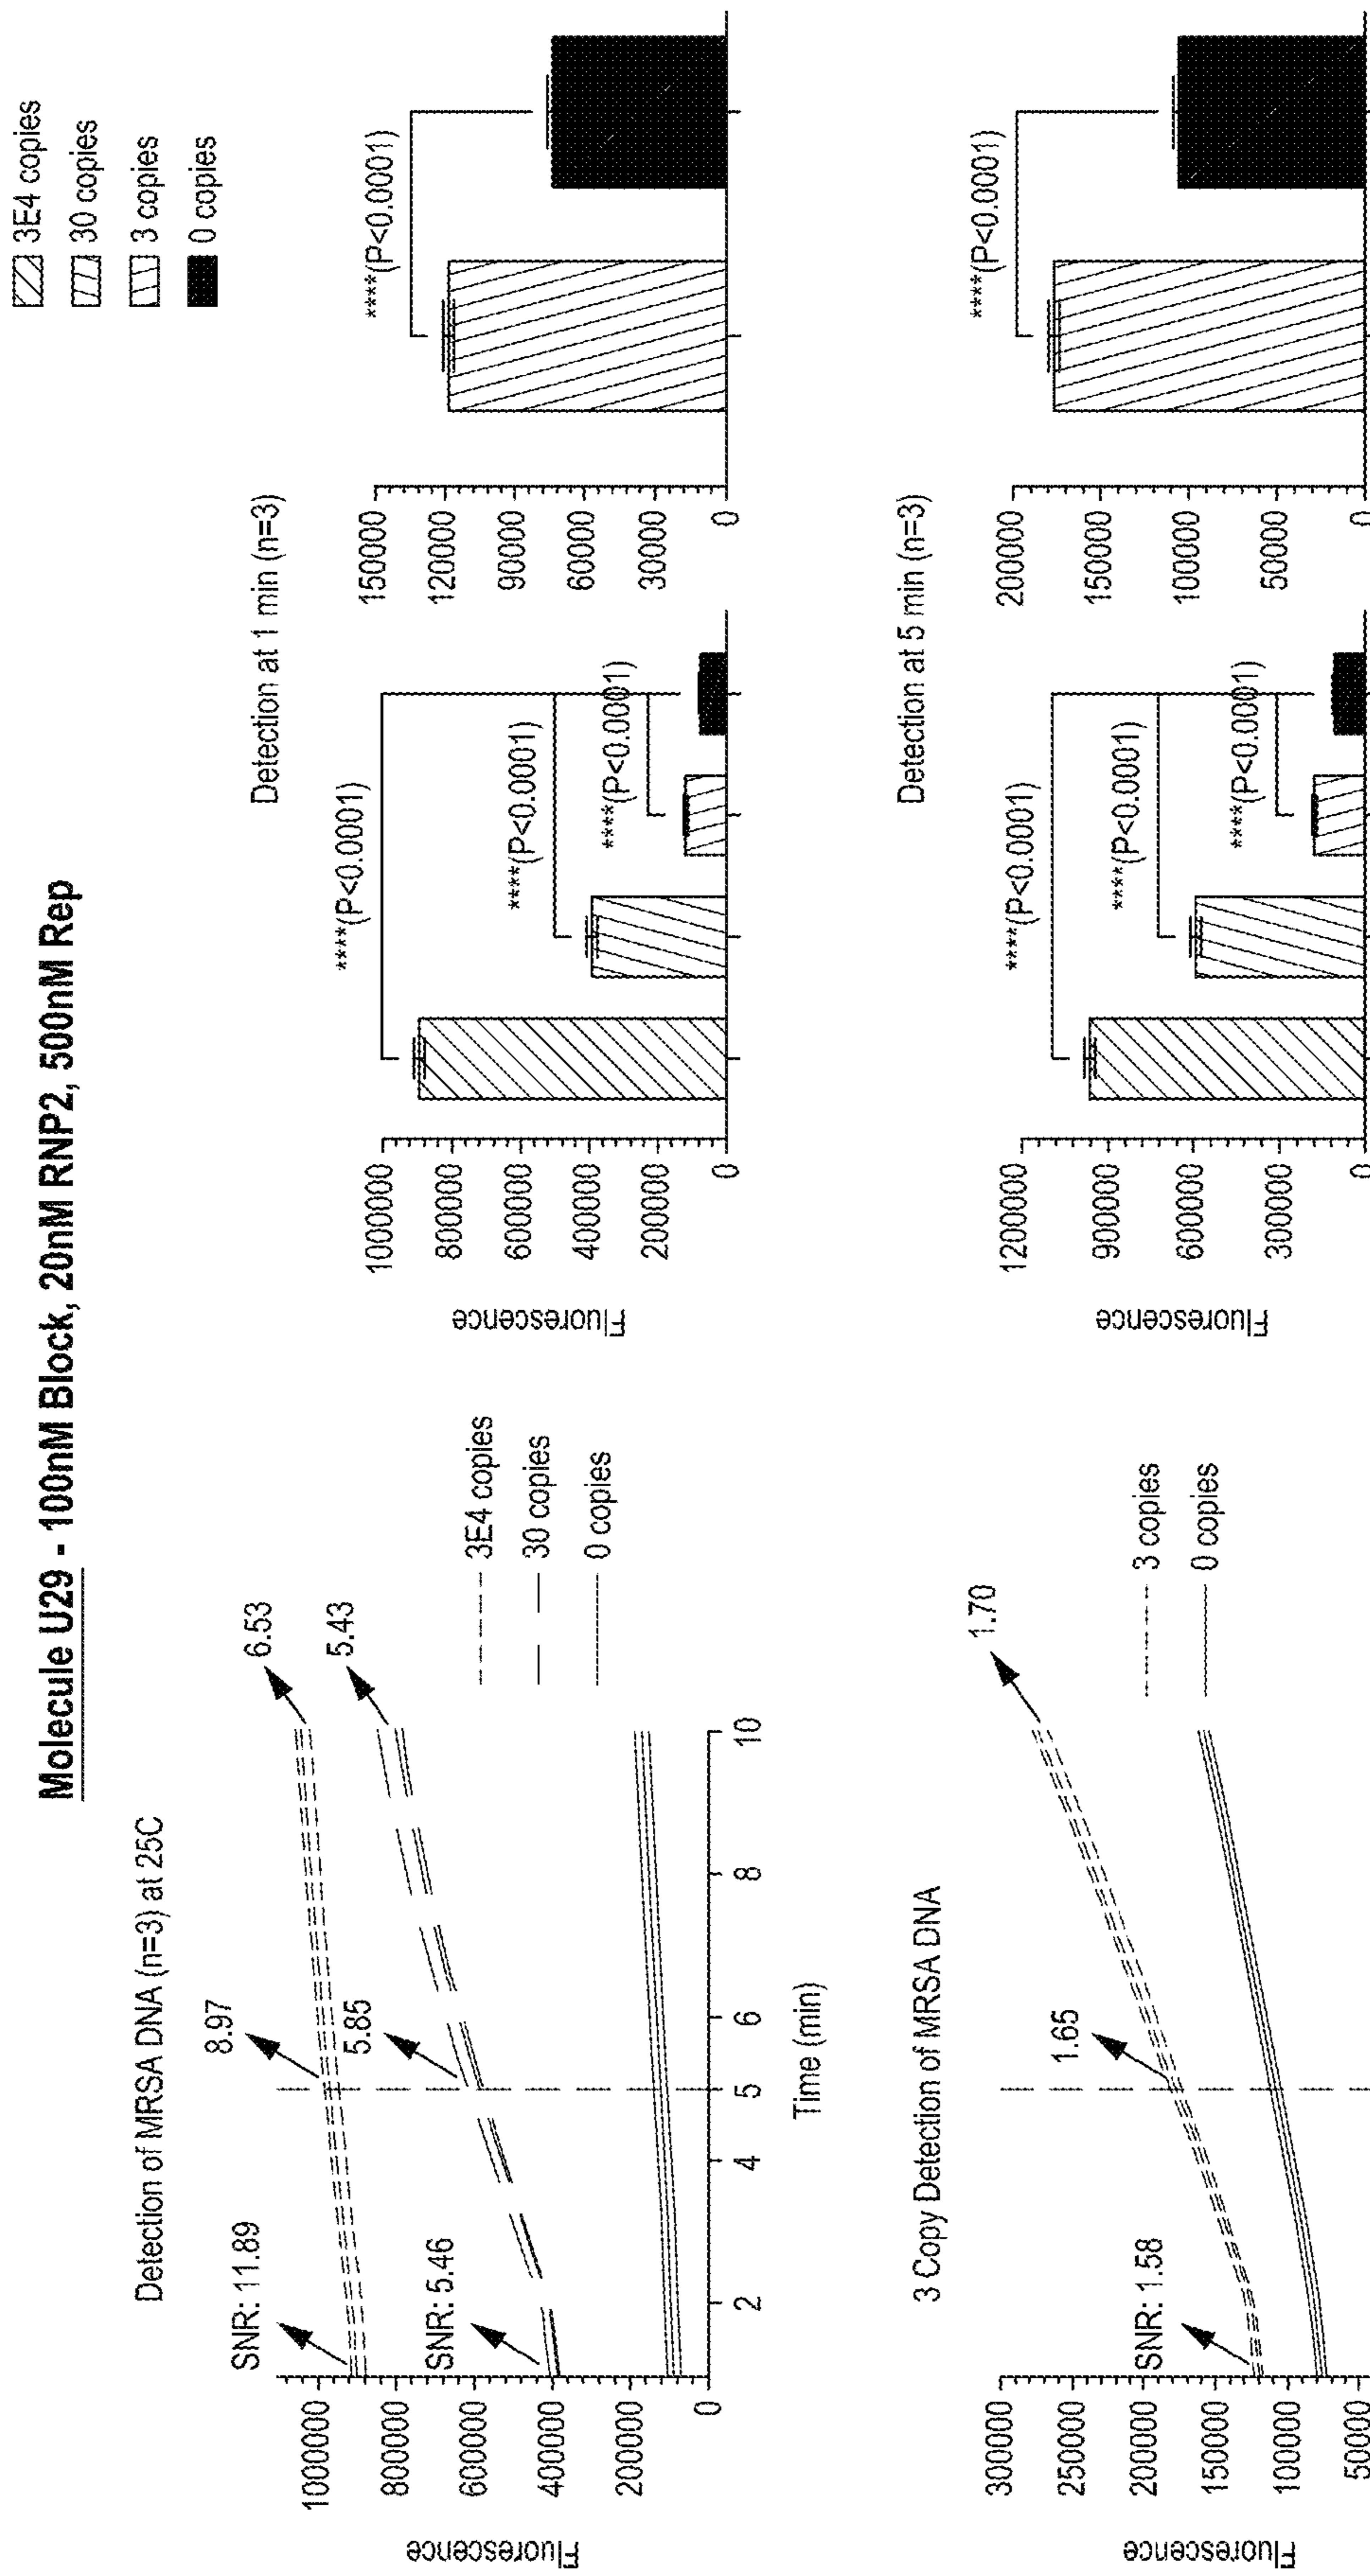 Molecule U29 - 100nM Block, 20nM RNP2, 500nM Rep
3E4 copies
30 copies
3 copies
0 copies
Detection of MRSA DNA (n=3) at 25C
Fluorescence
1000000
800000
600000
400000
200000
0
SNR: 11.89
8.97
6.53
SNR: 5.46
5.85
5.43
2
4
5
6
8
10
Time (min)
3E4 copies
30 copies
0 copies
Detection at 1 min (n=3)
Fluorescence
1000000
800000
600000
400000
200000
0
****(P<0.0001)
****(P<0.0001)
****(P<0.0001)
150000
120000
90000
60000
30000
0
****(P<0.0001)
3 Copy Detection of MRSA DNA
Fluorescence
300000
250000
200000
150000
100000
50000
SNR: 1.58
1.65
1.70
3 copies
0 copies
Detection at 5 min (n=3)
Fluorescence
1200000
900000
600000
300000
0
****(P<0.0001)
****(P<0.0001)
****(P<0.0001)
200000
150000
100000
50000
0
****(P<0.0001)